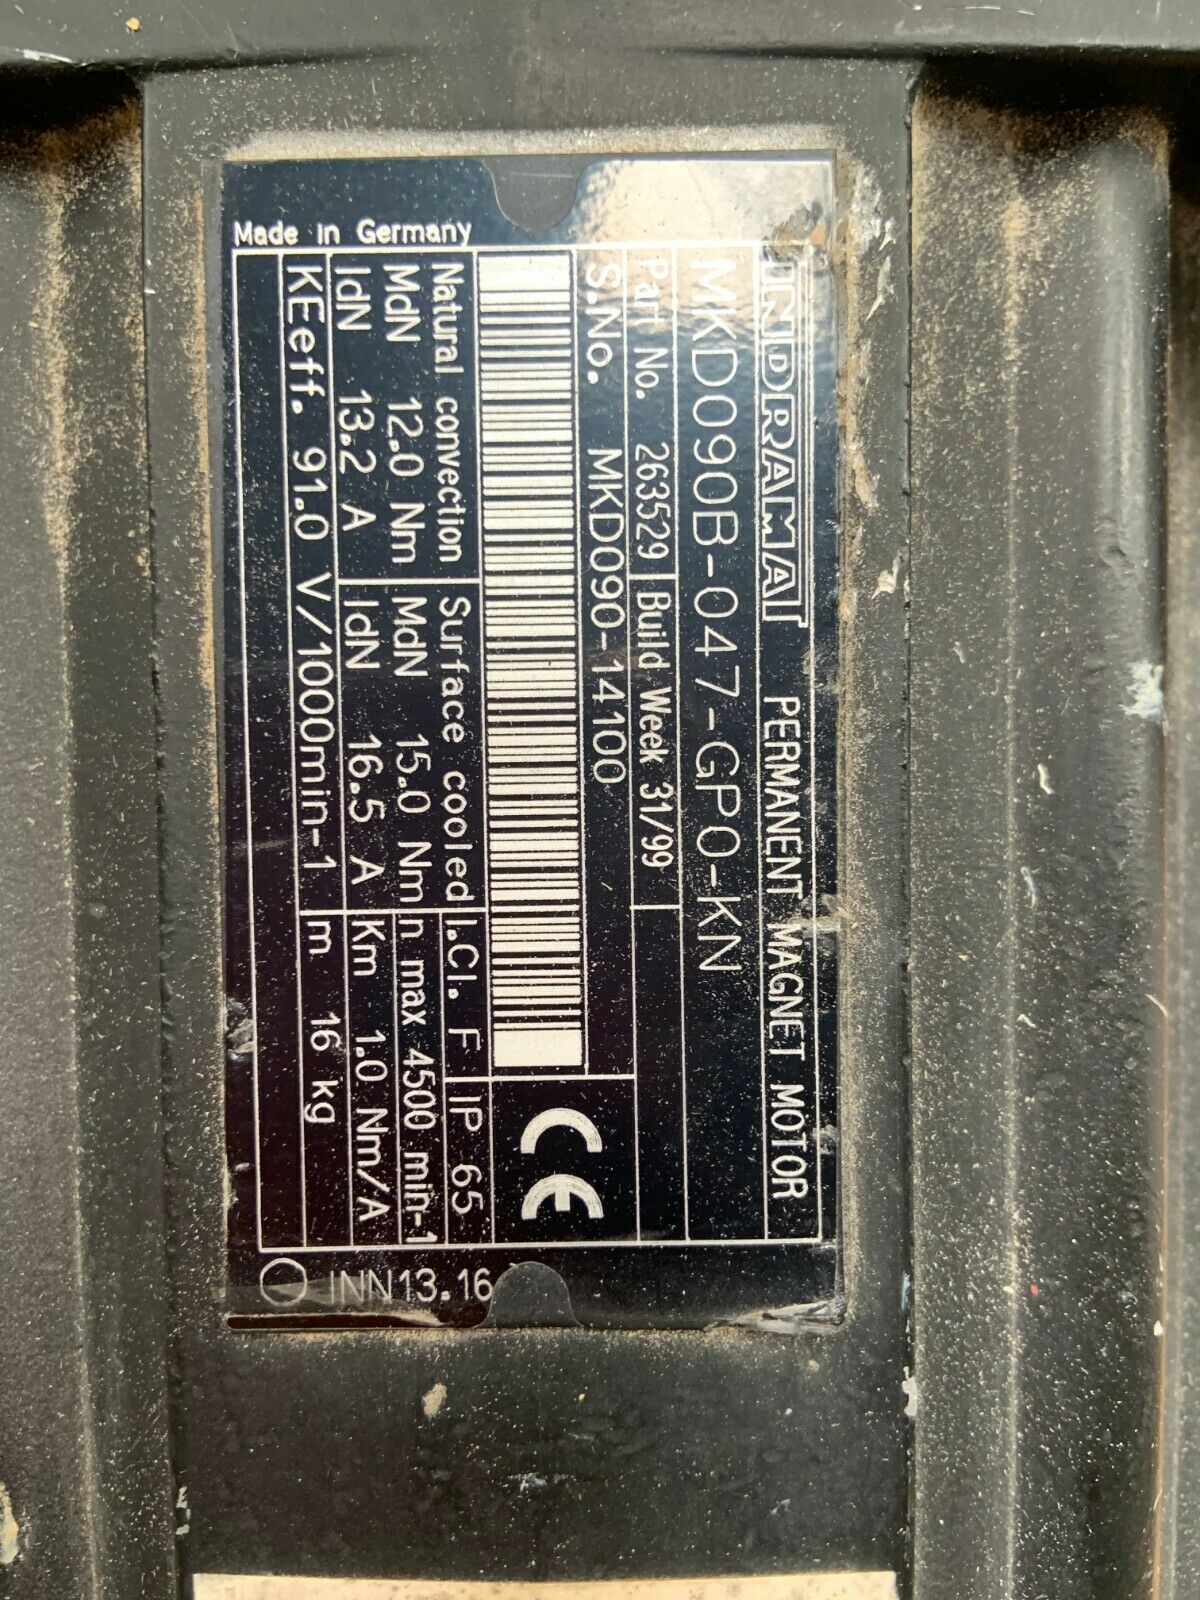 INDRAMAT PERMANENT MAGNET MOTOR
MKD090B-047-GP0-KN
Part No. 263529 Build Week 31/99
S.No. MKD090-14100
CE
Natural convection Surface cooled I.Cl. F IP 65
MdN 12.0 Nm MdN 15.0 Nm n max 4500 min-1
IdN 13.2 A IdN 16.5 A Km 1.0 Nm/A
KEeff. 91.0 V/1000min-1 m 16 kg
Made in Germany
INN13.16